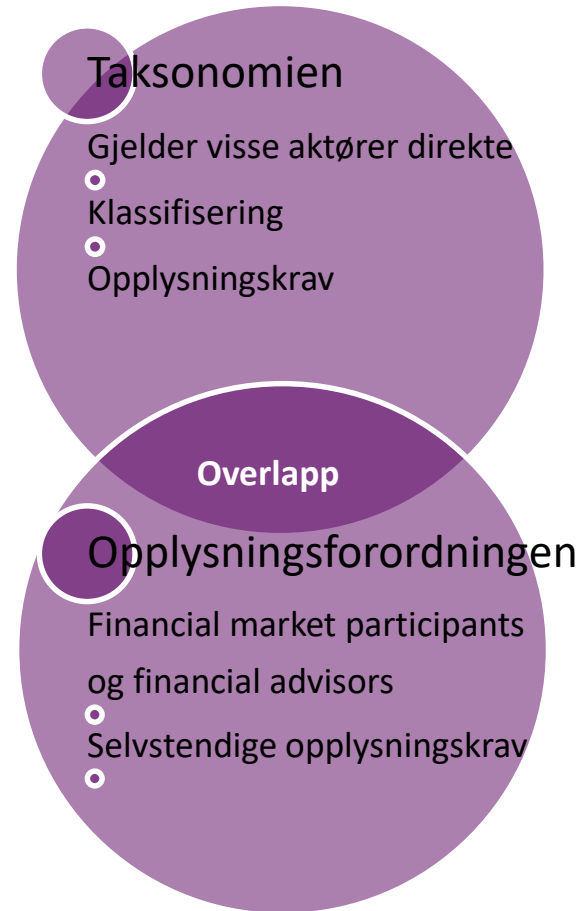 Taksonomien
Gjelder visse aktører direkte
Klassifisering
Opplysningskrav
Overlapp
Opplysningsforordningen
Financial market participants
og financial advisors
Selvstendige opplysningskrav